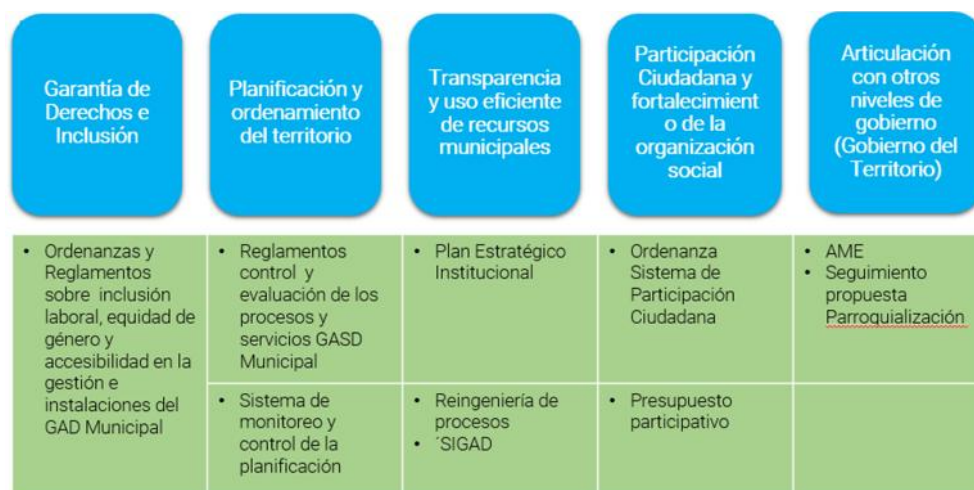 Garantía de
Derechos e
Inclusión
Planificación y
ordenamiento
del territorio
Transparencia
y uso eficiente
de recursos
municipales
Participación
Ciudadana y
fortalecimient
o de la
organización
social
Articulación
con otros
niveles de
gobierno
(Gobierno del
Territorio)
• Ordenanzas y
Reglamentos
sobre inclusión
laboral, equidad de
género y
accesibilidad en la
gestión e
instalaciones del
GAD Municipal
• Reglamentos
control y
evaluación de los
procesos y
servicios GASD
Municipal
• Plan Estratégico
Institucional
• Ordenanza
Sistema de
Participación
Ciudadana
• AME
• Seguimiento
propuesta
Parroquialización
• Sistema de
monitoreo y
control de la
planificación
• Reingeniería de
procesos
• ´SIGAD
• Presupuesto
participativo